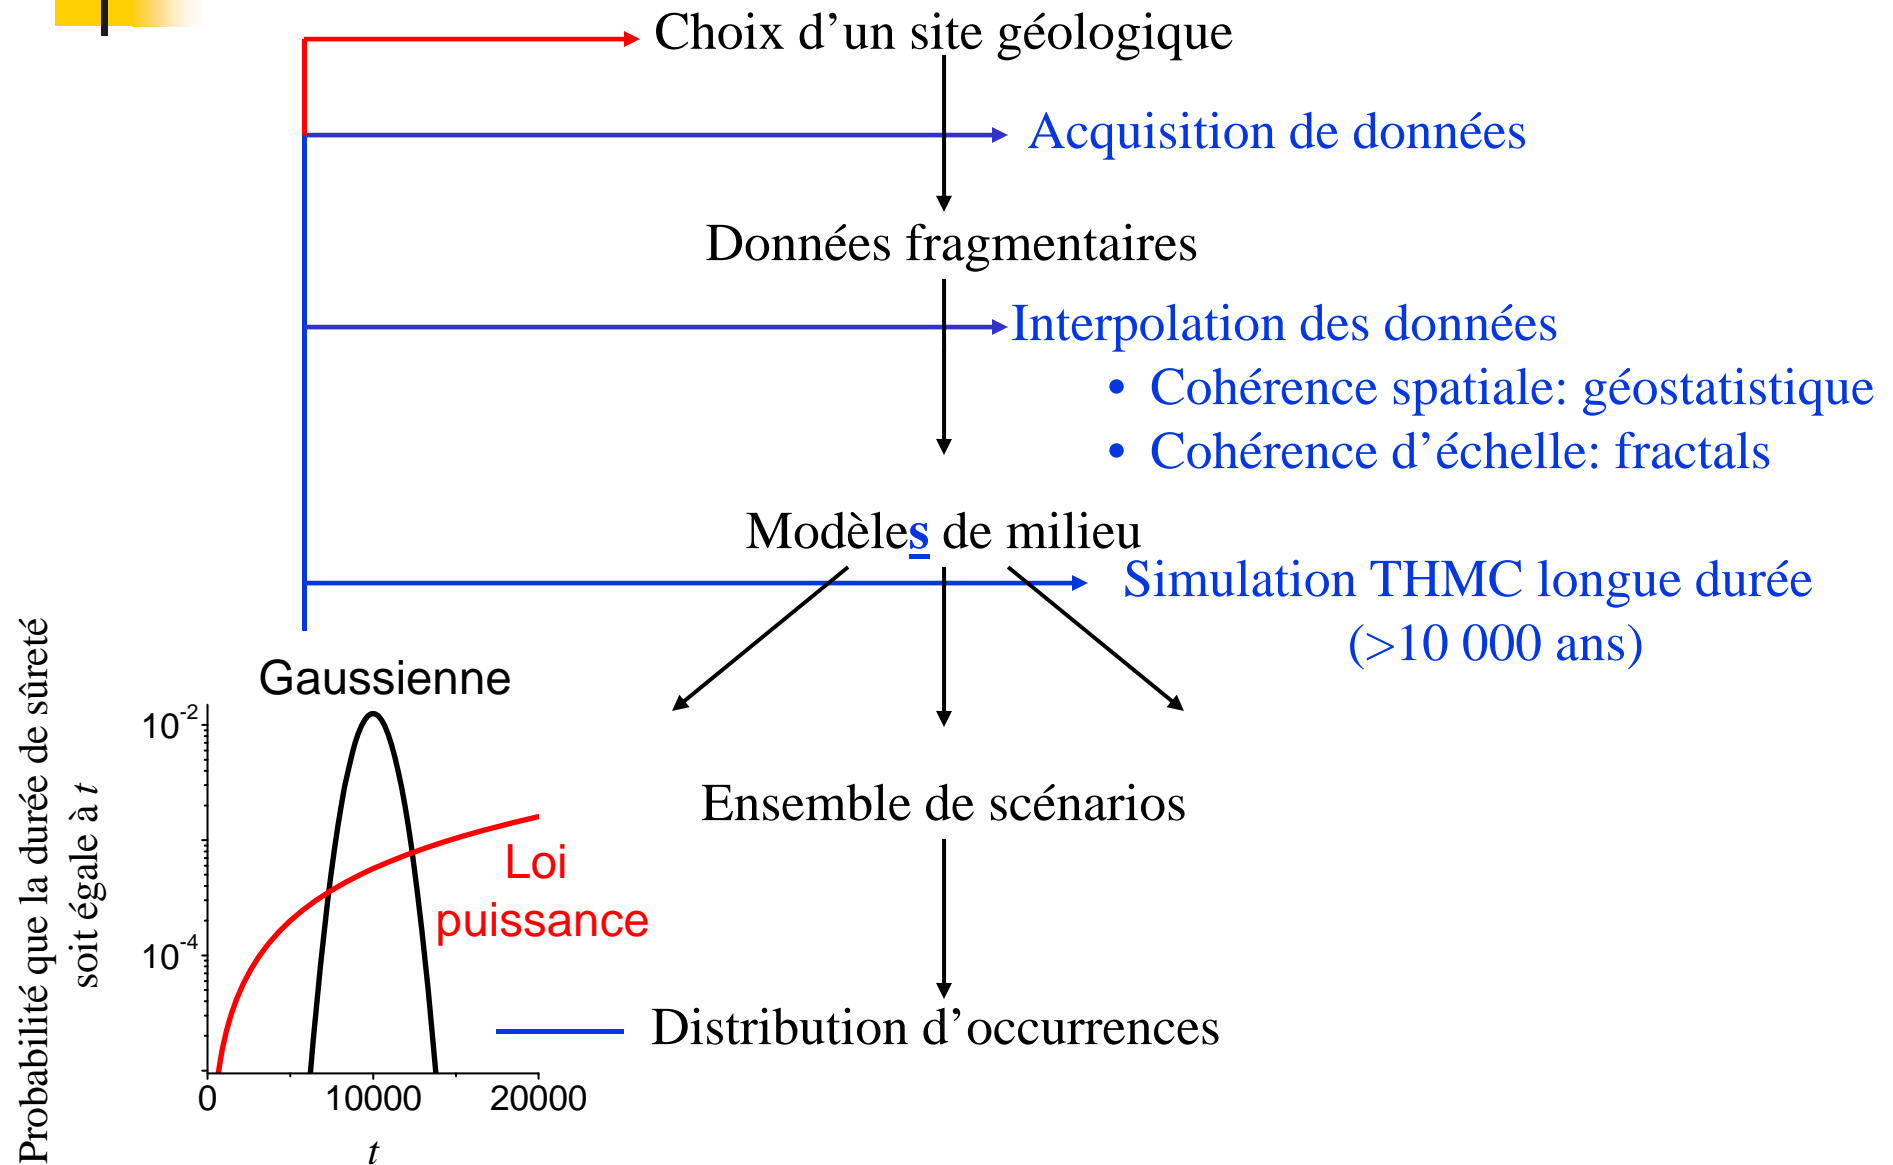 Choix d’un site géologique
Acquisition de données
Données fragmentaires
Interpolation des données
• Cohérence spatiale: géostatistique
• Cohérence d’échelle: fractals
Modèles de milieu
Simulation THMC longue durée
(>10 000 ans)
Ensemble de scénarios
Distribution d’occurrences
Probabilité que la durée de sûreté
soit égale à t
Gaussienne
10-2
Loi
puissance
10-4
0 10000 20000
t